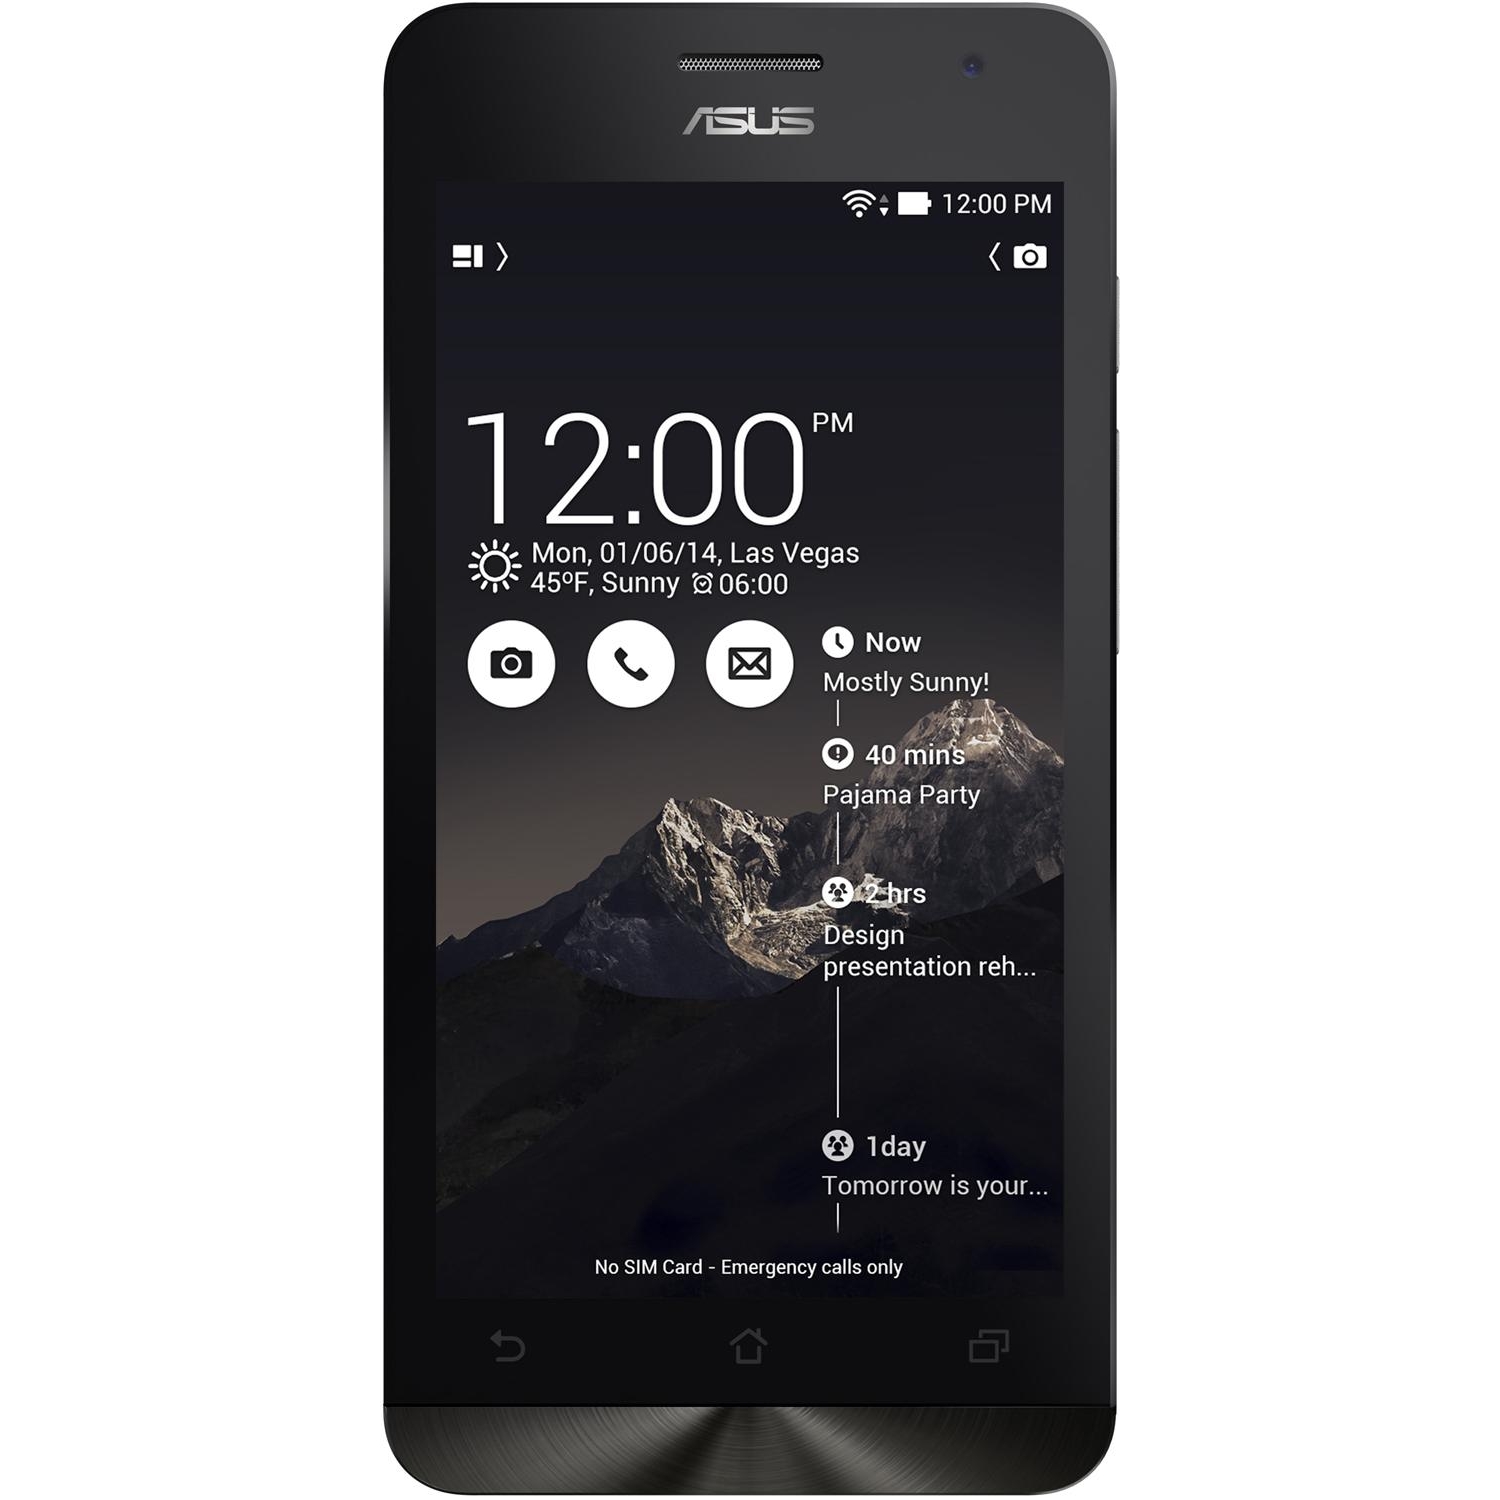 ASUS
12:00 PM
12:00 PM
Mon, 01/06/14, Las Vegas
45ºF, Sunny 06:00
Now
Mostly Sunny!
40 mins
Pajama Party
2 hrs
Design
presentation reh...
1day
Tomorrow is your...
No SIM Card - Emergency calls only